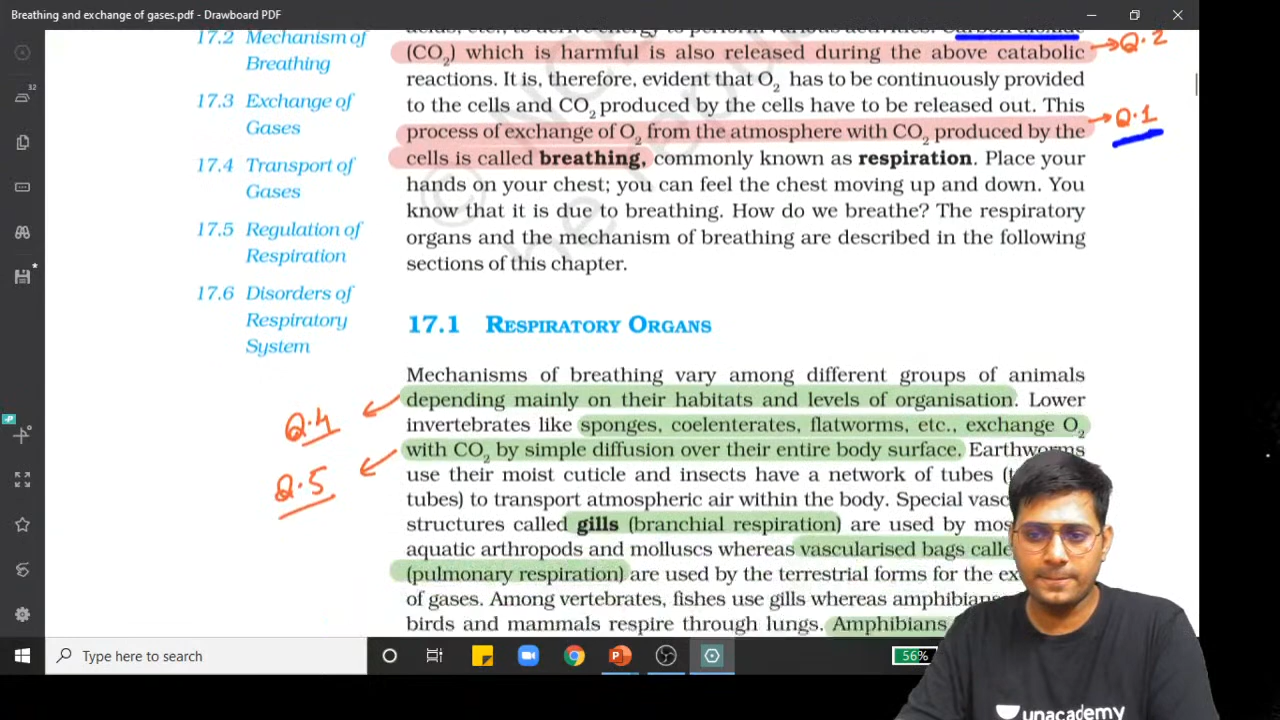 Breathing and exchange of gases.pdf - Drawboard PDF
17.2 Mechanism of
Breathing
17.3 Exchange of
Gases
17.4 Transport of
Gases
17.5 Regulation of
Respiration
17.6 Disorders of
Respiratory
System
acids, etc., to derive energy to perform various activities. Carbon dioxide
(CO2) which is harmful is also released during the above catabolic
→Q.2
reactions. It is, therefore, evident that O2 has to be continuously provided
to the cells and CO2 produced by the cells have to be released out. This
process of exchange of O2 from the atmosphere with CO2 produced by the
→Q.1
cells is called breathing, commonly known as respiration. Place your
hands on your chest; you can feel the chest moving up and down. You
know that it is due to breathing. How do we breathe? The respiratory
organs and the mechanism of breathing are described in the following
sections of this chapter.
17.1 RESPIRATORY ORGANS
Mechanisms of breathing vary among different groups of animals
depending mainly on their habitats and levels of organisation. Lower
Q.4
invertebrates like sponges, coelenterates, flatworms, etc., exchange O2
with CO2 by simple diffusion over their entire body surface. Earthworms
Q.5
use their moist cuticle and insects have a network of tubes
tubes) to transport atmospheric air within the body. Special
structures called gills (branchial respiration) are used by
aquatic arthropods and molluscs whereas vascularised bags
(pulmonary respiration) are used by the terrestrial forms for the
of gases. Among vertebrates, fishes use gills whereas
birds and mammals respire through lungs. Amphibians
32
Type here to search
56%
unacademy